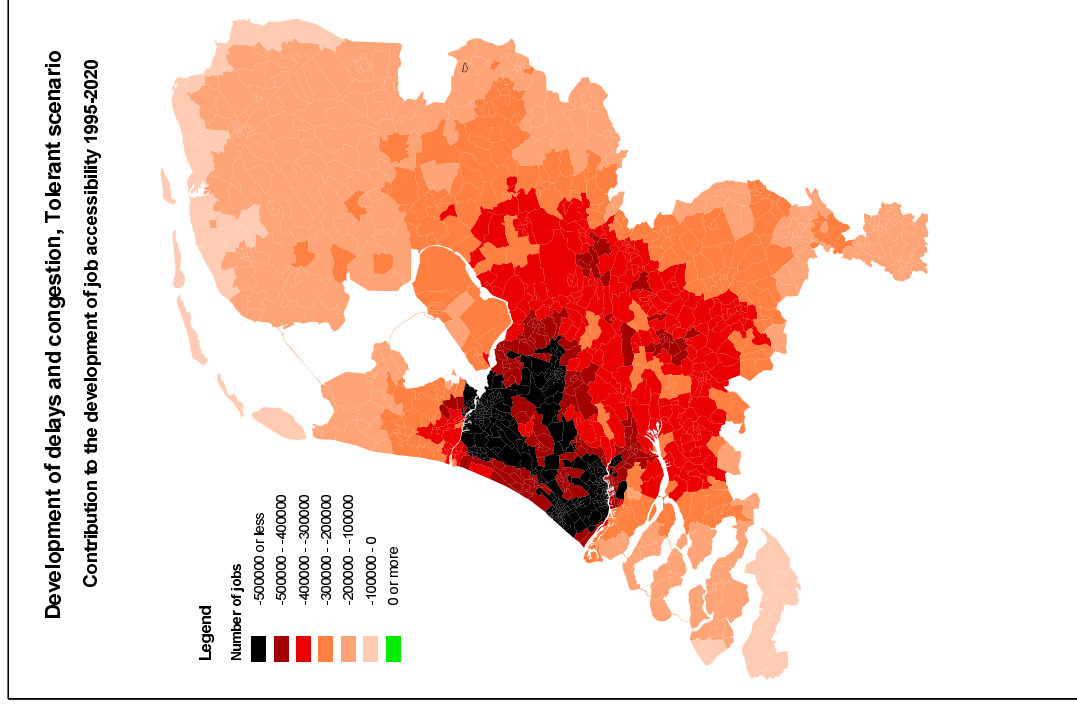 Development of delays and congestion, Tolerant scenario
Contribution to the development of job accessibility 1995-2020
Legend
Number of jobs
-500000 or less
-500000 - -400000
-400000 - -300000
-300000 - -200000
-200000 - -100000
-100000 - 0
0 or more